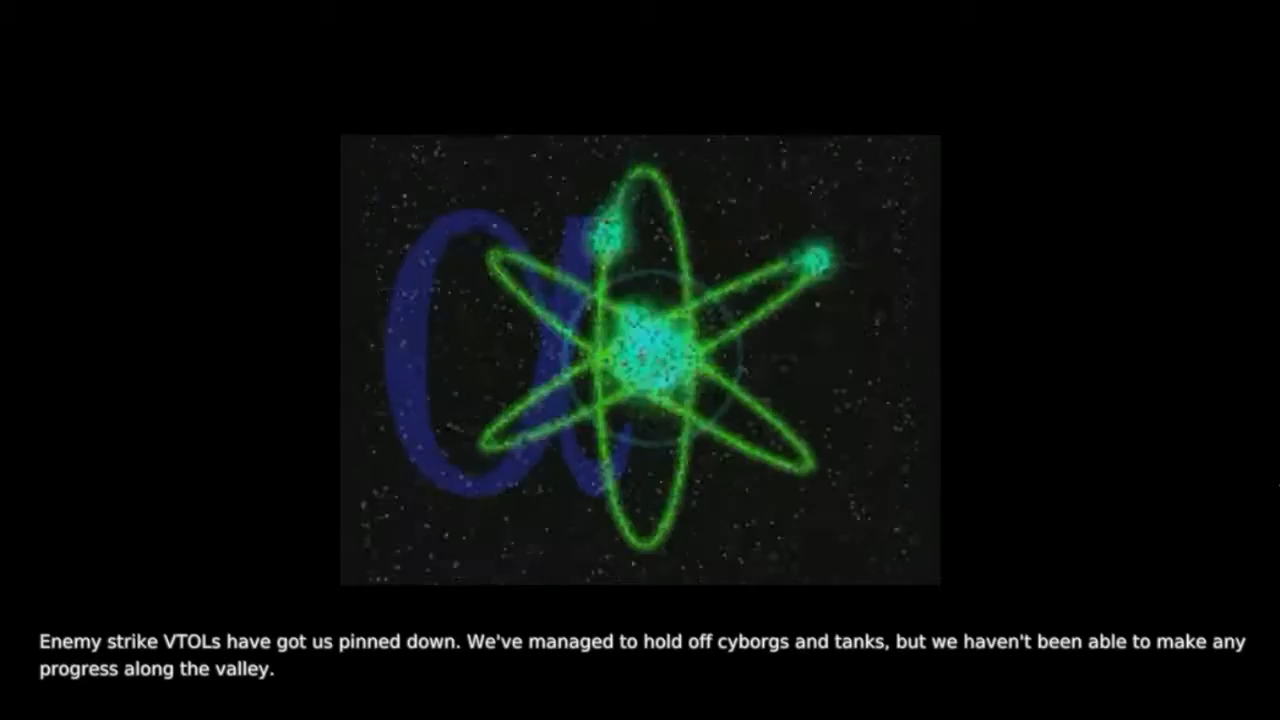 α
Enemy strike VTOLs have got us pinned down. We've managed to hold off cyborgs and tanks, but we haven't been able to make any
progress along the valley.